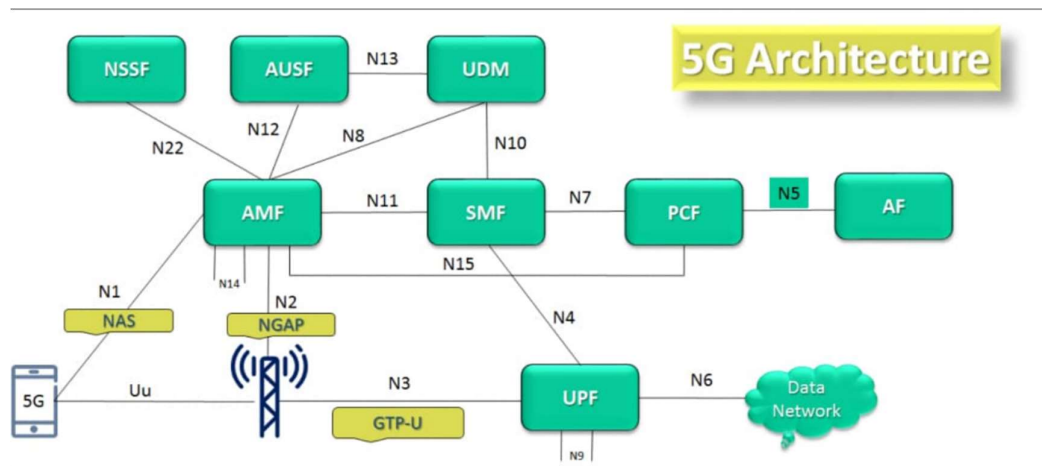 5G Architecture
NSSF
AUSF
N13
UDM
N22
N12
N8
N10
AMF
N11
SMF
N7
PCF
N5
AF
N14
N15
N1
NAS
N2
NGAP
N4
5G
Uu
N3
GTP-U
UPF
N6
Data
Network
N9